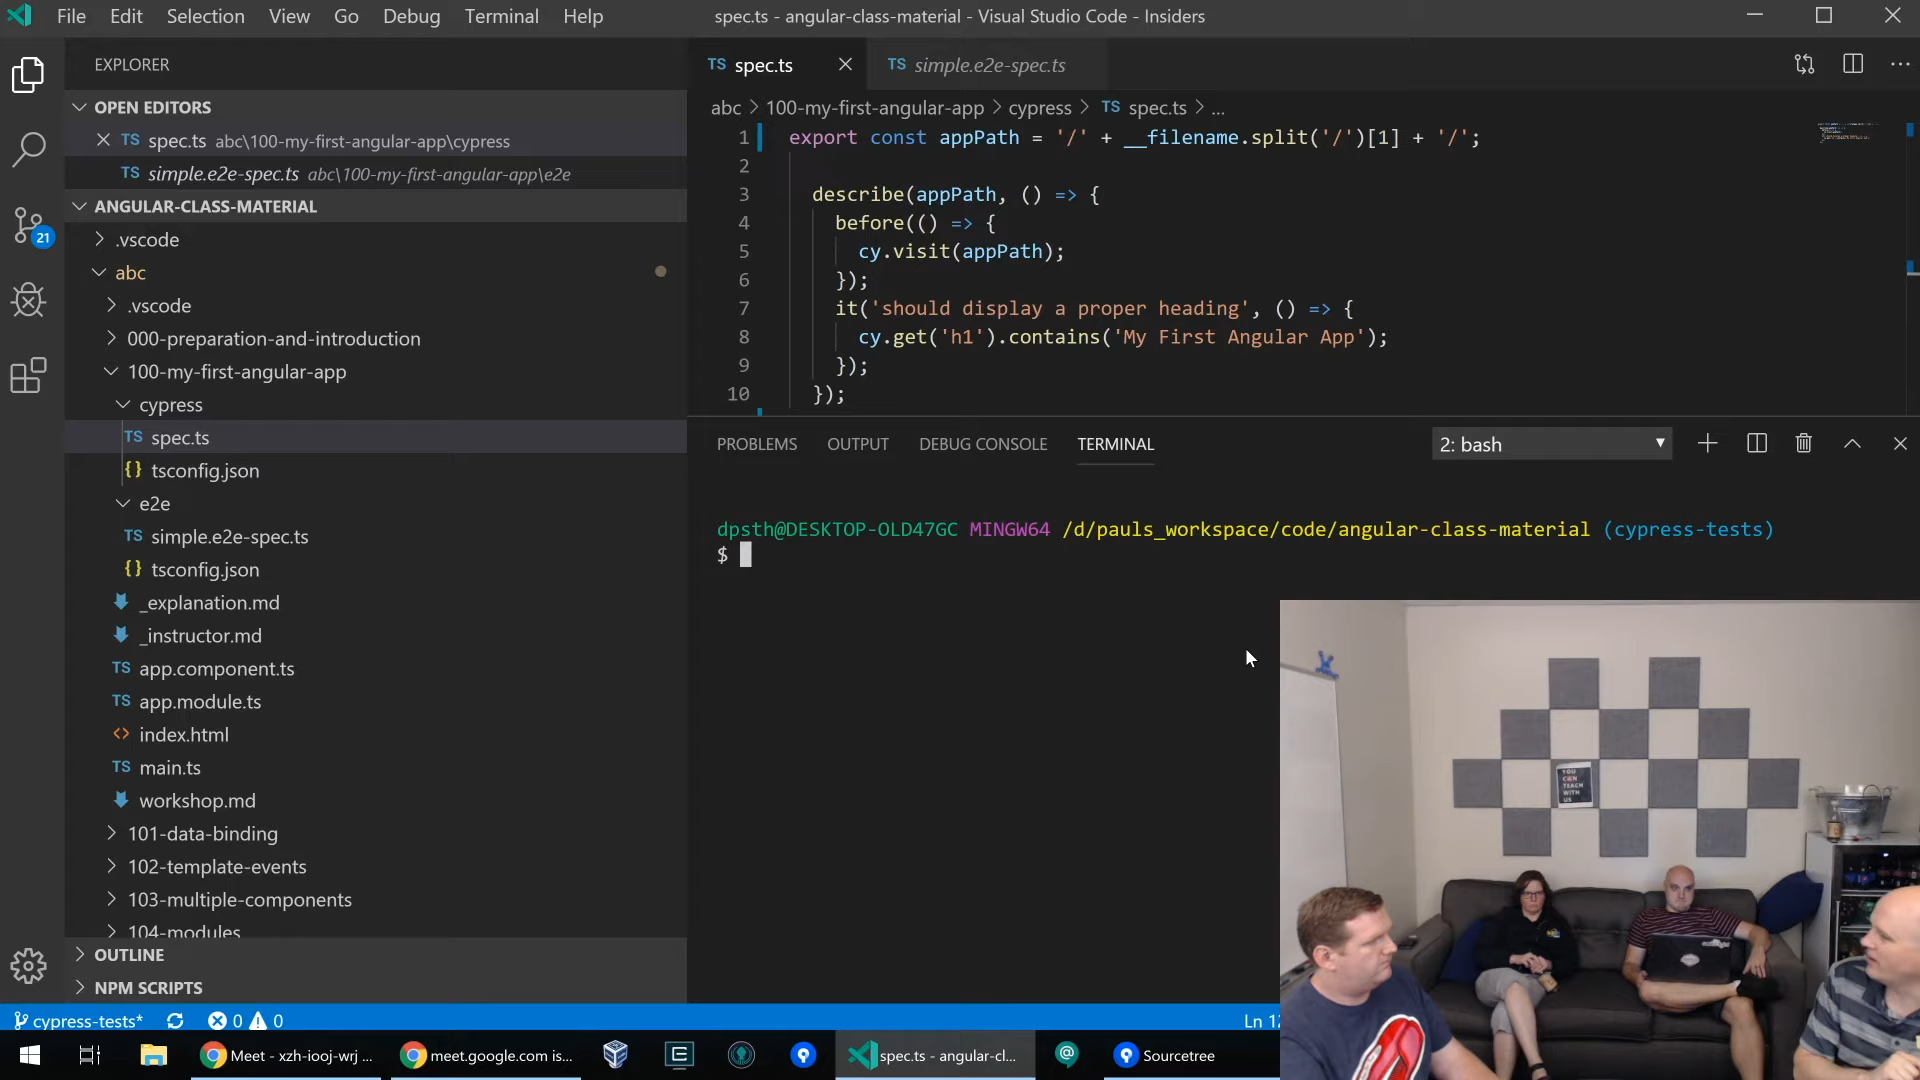 File Edit Selection View Go Debug Terminal Help
spec.ts - angular-class-material - Visual Studio Code - Insiders
EXPLORER
OPEN EDITORS
TS spec.ts abc\100-my-first-angular-app\cypress
TS simple.e2e-spec.ts abc\100-my-first-angular-app\e2e
ANGULAR-CLASS-MATERIAL
.vscode
abc
.vscode
000-preparation-and-introduction
100-my-first-angular-app
cypress
TS spec.ts
{} tsconfig.json
e2e
TS simple.e2e-spec.ts
{} tsconfig.json
_explanation.md
_instructor.md
TS app.component.ts
TS app.module.ts
<> index.html
TS main.ts
workshop.md
101-data-binding
102-template-events
103-multiple-components
104-modules
OUTLINE
NPM SCRIPTS
21
TS spec.ts
TS simple.e2e-spec.ts
abc > 100-my-first-angular-app > cypress > TS spec.ts > ...
1 export const appPath = '/' + __filename.split('/')[1] + '/';
2
3 describe(appPath, () => {
4 before(() => {
5 cy.visit(appPath);
6 });
7 it('should display a proper heading', () => {
8 cy.get('h1').contains('My First Angular App');
9 });
10 });
PROBLEMS OUTPUT DEBUG CONSOLE TERMINAL 2: bash
dpsth@DESKTOP-OLD47GC MINGW64 /d/pauls_workspace/code/angular-class-material (cypress-tests)
$
YOU
CAN
TEACH
WITH
US
cypress-tests* 0 0 Ln 12
Meet - xzh-iooj-wrj ... meet.google.com is... spec.ts - angular-cl... Sourcetree